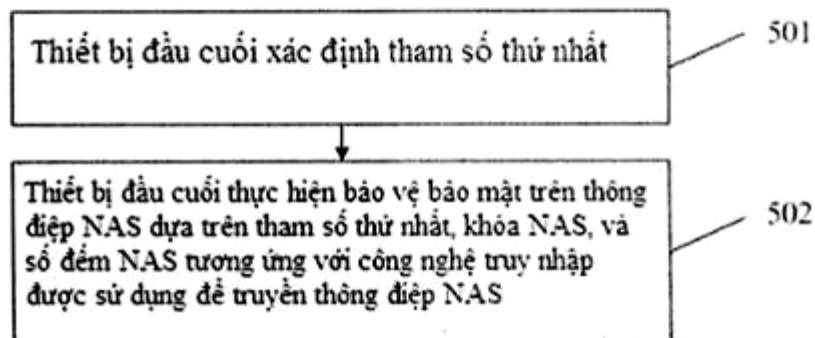 Thiết bị đầu cuối xác định tham số thứ nhất
501
Thiết bị đầu cuối thực hiện bảo vệ bảo mật trên thông
điệp NAS dựa trên tham số thứ nhất, khóa NAS, và
số đếm NAS tương ứng với công nghệ truy nhập
được sử dụng để truyền thông điệp NAS
502